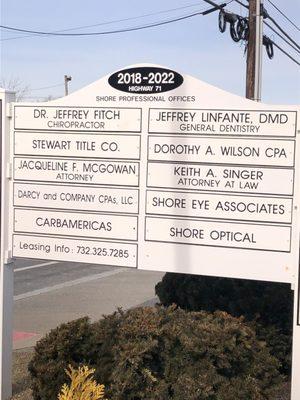 2018-2022
HIGHWAY 71
SHORE PROFESSIONAL OFFICES
DR. JEFFREY FITCH
CHIROPRACTOR
STEWART TITLE CO.
JACQUELINE F. MCGOWAN
ATTORNEY
DARCY and COMPANY CPAs, LLC.
CARBAMERICAS
Leasing Info: 732.325.7285
JEFFREY LINFANTE, DMD
GENERAL DENTISTRY
DOROTHY A. WILSON CPA
KEITH A. SINGER
ATTORNEY AT LAW
SHORE EYE ASSOCIATES
SHORE OPTICAL